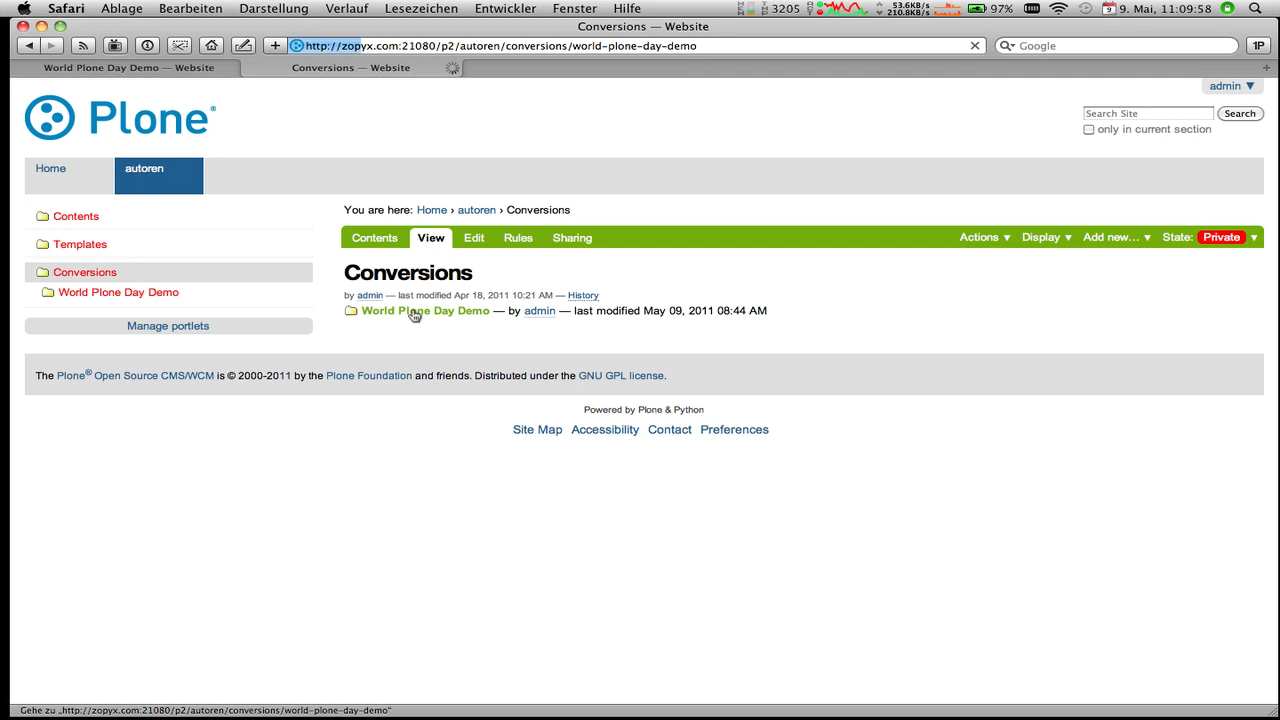 Safari Ablage Bearbeiten Darstellung Verlauf Lesezeichen Entwickler Fenster Hilfe 3205 53.6KB/s 210.8KB/s 97% 9. Mai, 11:09:58
Conversions — Website
http://zopyx.com:21080/p2/autoren/conversions/world-plone-day-demo Google 1P
World Plone Day Demo — Website Conversions — Website
admin ▼
Plone®
Search Site Search
only in current section
Home autoren
You are here: Home › autoren › Conversions
Contents
Templates
Conversions
World Plone Day Demo
Manage portlets
Contents View Edit Rules Sharing Actions ▼ Display ▼ Add new… ▼ State: Private ▼
Conversions
by admin — last modified Apr 18, 2011 10:21 AM — History
World Plone Day Demo — by admin — last modified May 09, 2011 08:44 AM
The Plone® Open Source CMS/WCM is © 2000-2011 by the Plone Foundation and friends. Distributed under the GNU GPL license.
Powered by Plone & Python
Site Map Accessibility Contact Preferences
Gehe zu „http://zopyx.com:21080/p2/autoren/conversions/world-plone-day-demo“